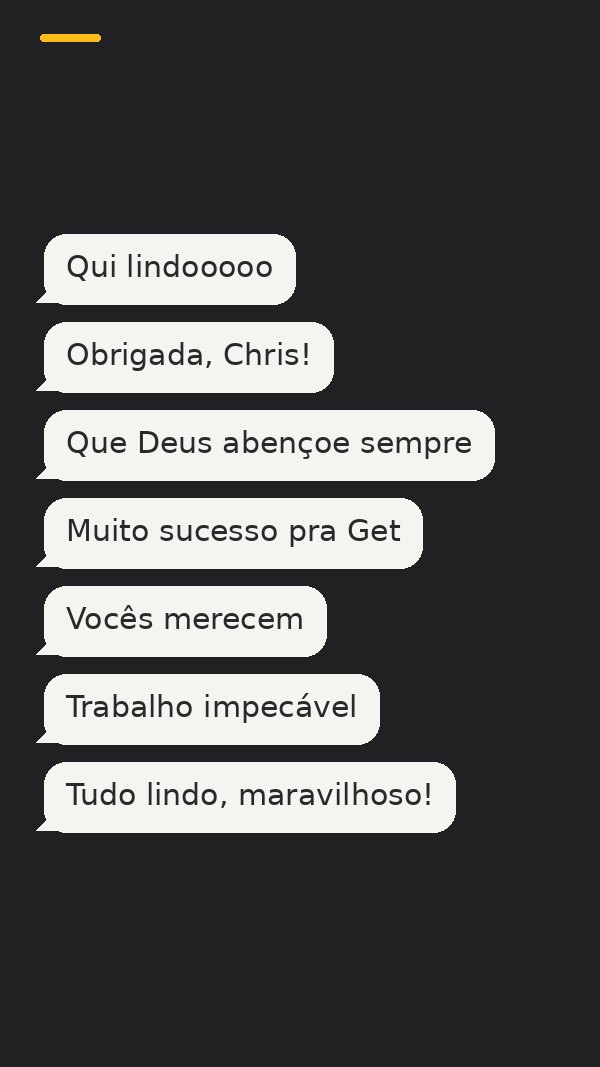 Qui lindooooo
Obrigada, Chris!
Que Deus abençoe sempre
Muito sucesso pra Get
Vocês merecem
Trabalho impecável
Tudo lindo, maravilhoso!